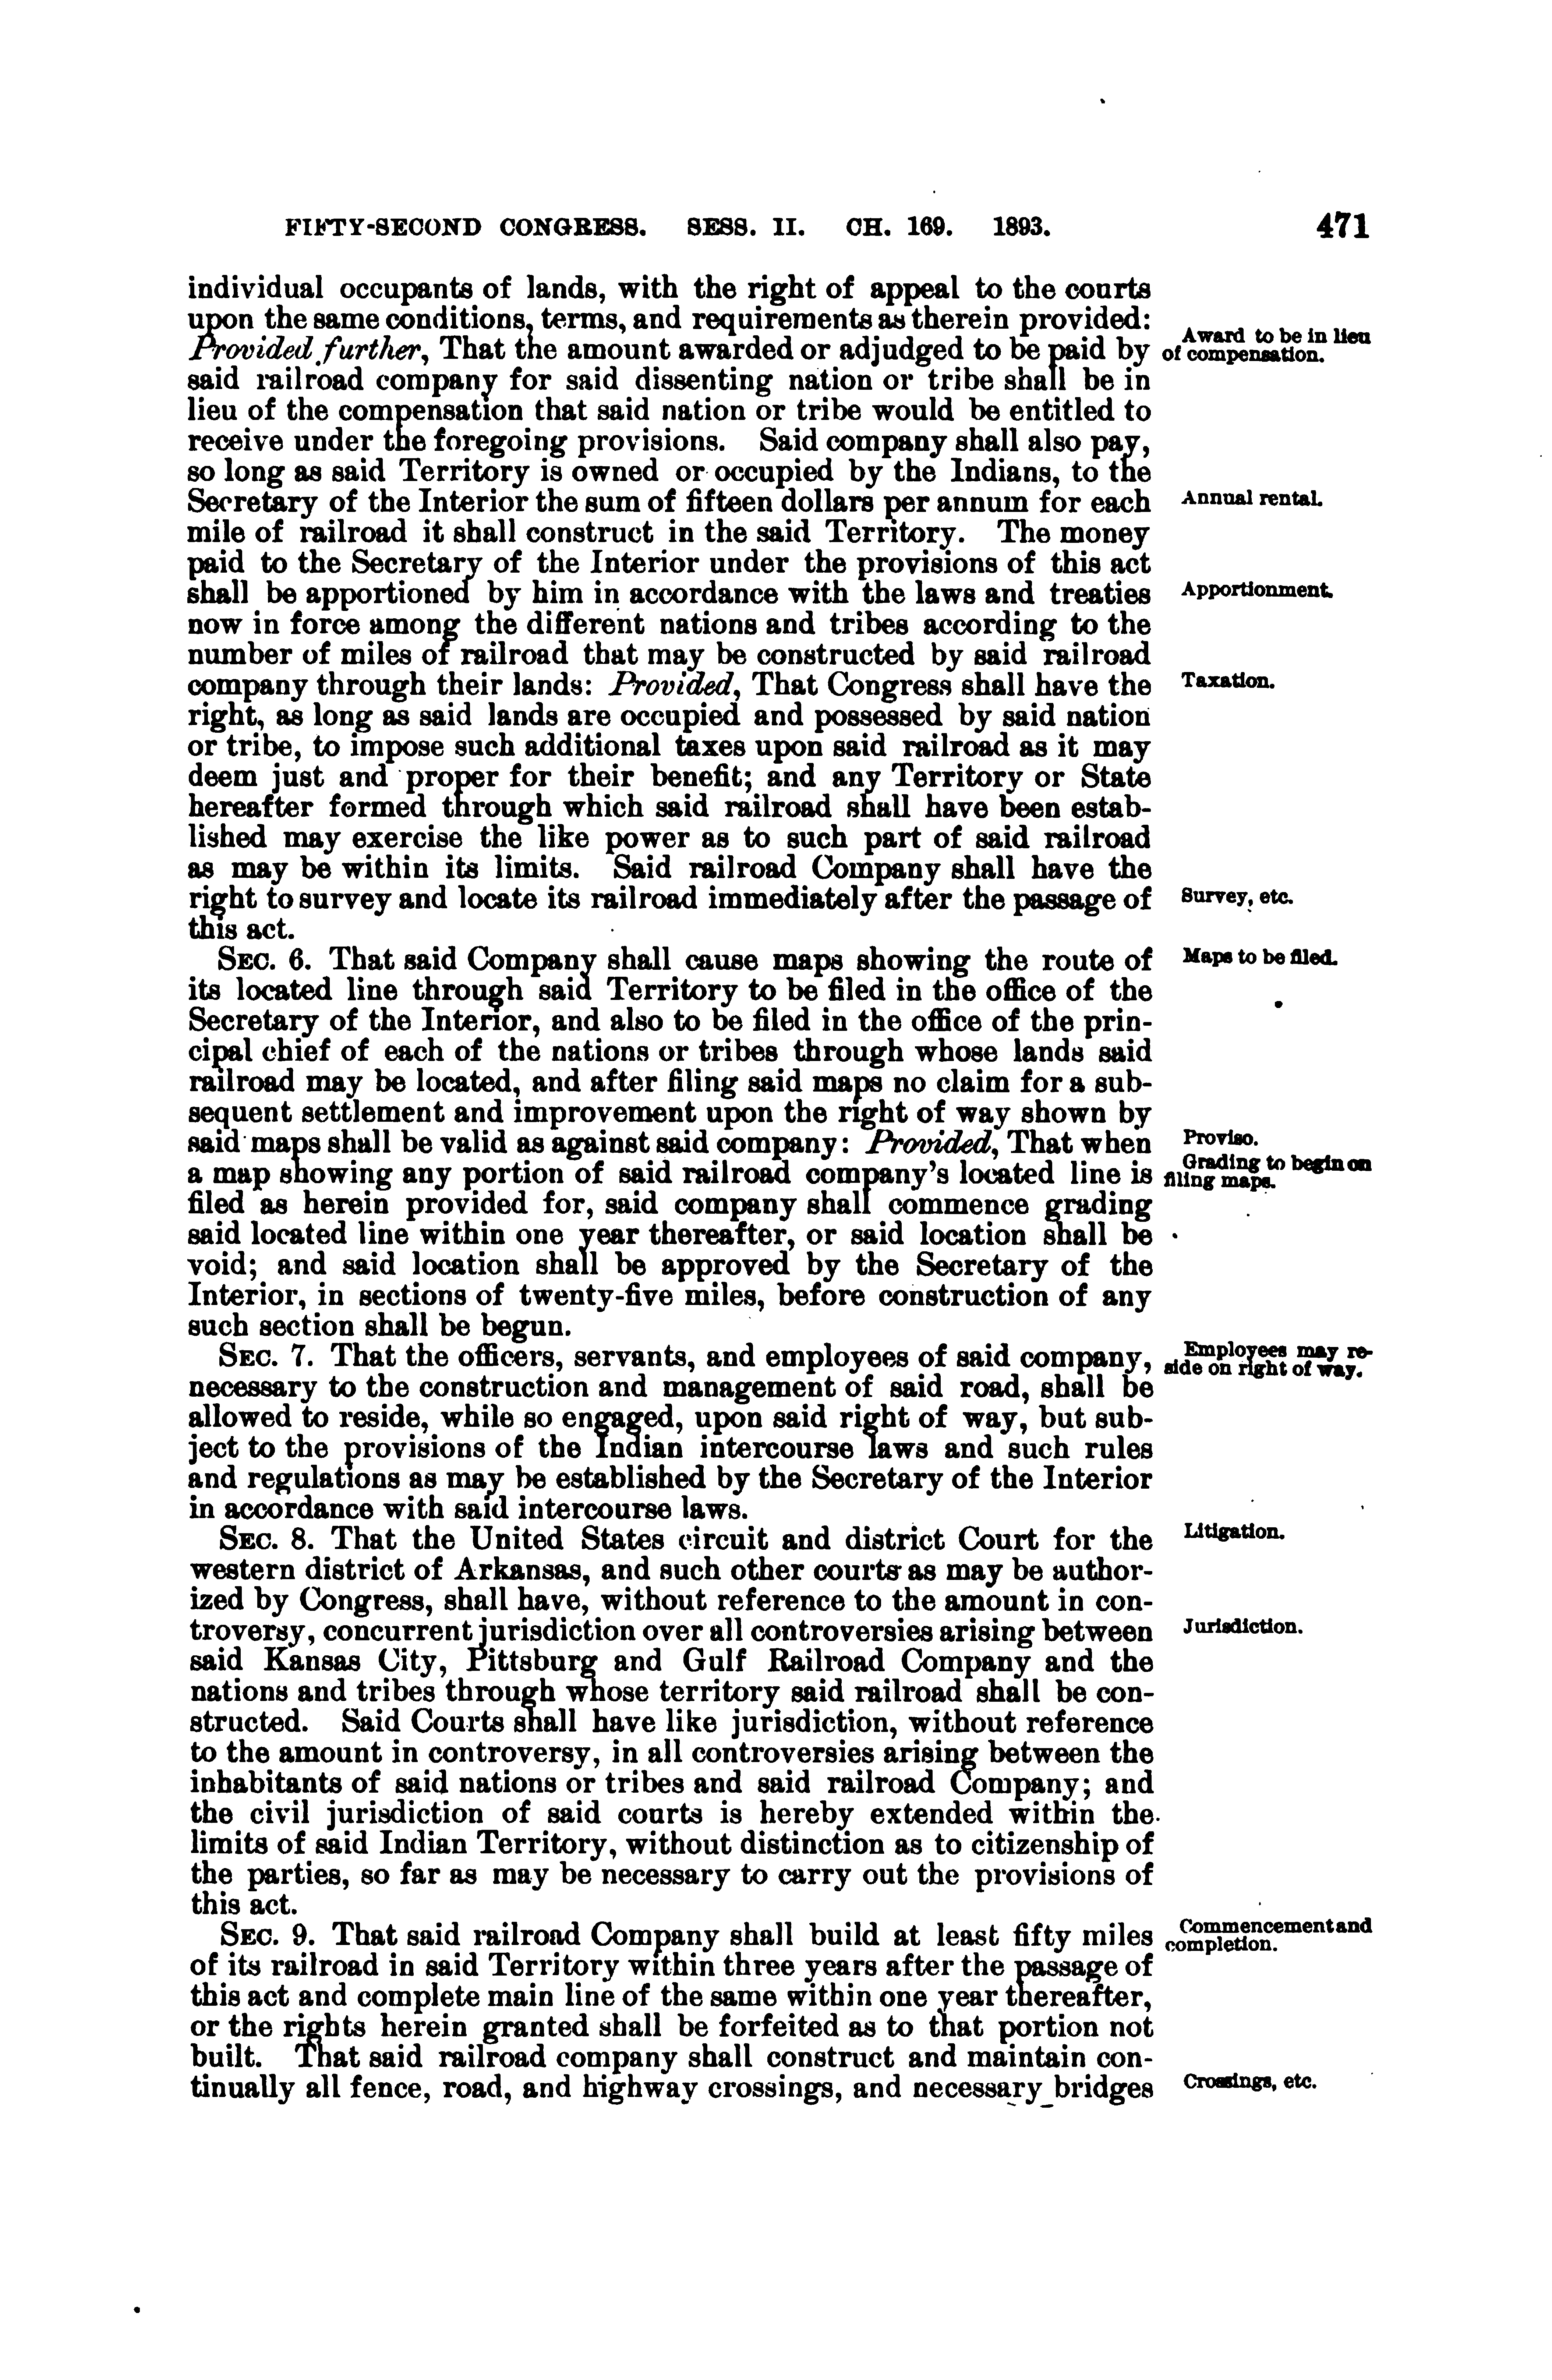 FIFTY-SECOND CONGRESS. SESS. II. CH. 169. 1893. 471
individual occupants of lands, with the right of appeal to the courts
upon the same conditions, terms, and requirements as therein provided:
Provided further, That the amount awarded or adjudged to be paid by
Award to be in lieu
of compensation.
said railroad company for said dissenting nation or tribe shall be in
lieu of the compensation that said nation or tribe would be entitled to
receive under the foregoing provisions. Said company shall also pay,
so long as said Territory is owned or occupied by the Indians, to the
Secretary of the Interior the sum of fifteen dollars per annum for each
Annual rental.
mile of railroad it shall construct in the said Territory. The money
paid to the Secretary of the Interior under the provisions of this act
shall be apportioned by him in accordance with the laws and treaties
Apportionment.
now in force among the different nations and tribes according to the
number of miles of railroad that may be constructed by said railroad
company through their lands: Provided, That Congress shall have the
Taxation.
right, as long as said lands are occupied and possessed by said nation
or tribe, to impose such additional taxes upon said railroad as it may
deem just and proper for their benefit; and any Territory or State
hereafter formed through which said railroad shall have been estab-
lished may exercise the like power as to such part of said railroad
as may be within its limits. Said railroad Company shall have the
right to survey and locate its railroad immediately after the passage of
Survey, etc.
this act.
SEC. 6. That said Company shall cause maps showing the route of
Maps to be filed.
its located line through said Territory to be filed in the office of the
Secretary of the Interior, and also to be filed in the office of the prin-
cipal chief of each of the nations or tribes through whose lands said
railroad may be located, and after filing said maps no claim for a sub-
sequent settlement and improvement upon the right of way shown by
said maps shall be valid as against said company: Provided, That when
Proviso.
a map showing any portion of said railroad company's located line is
Grading to begin on
filing maps.
filed as herein provided for, said company shall commence grading
said located line within one year thereafter, or said location shall be
void; and said location shall be approved by the Secretary of the
Interior, in sections of twenty-five miles, before construction of any
such section shall be begun.
SEC. 7. That the officers, servants, and employees of said company,
Employees may re-
side on right of way.
necessary to the construction and management of said road, shall be
allowed to reside, while so engaged, upon said right of way, but sub-
ject to the provisions of the Indian intercourse laws and such rules
and regulations as may be established by the Secretary of the Interior
in accordance with said intercourse laws.
SEC. 8. That the United States circuit and district Court for the
Litigation.
western district of Arkansas, and such other courts as may be author-
ized by Congress, shall have, without reference to the amount in con-
troversy, concurrent jurisdiction over all controversies arising between
Jurisdiction.
said Kansas City, Pittsburg and Gulf Railroad Company and the
nations and tribes through whose territory said railroad shall be con-
structed. Said Courts shall have like jurisdiction, without reference
to the amount in controversy, in all controversies arising between the
inhabitants of said nations or tribes and said railroad Company; and
the civil jurisdiction of said courts is hereby extended within the
limits of said Indian Territory, without distinction as to citizenship of
the parties, so far as may be necessary to carry out the provisions of
this act.
SEC. 9. That said railroad Company shall build at least fifty miles
Commencement and
completion.
of its railroad in said Territory within three years after the passage of
this act and complete main line of the same within one year thereafter,
or the rights herein granted shall be forfeited as to that portion not
built. That said railroad company shall construct and maintain con-
tinually all fence, road, and highway crossings, and necessary bridges
Crossings, etc.